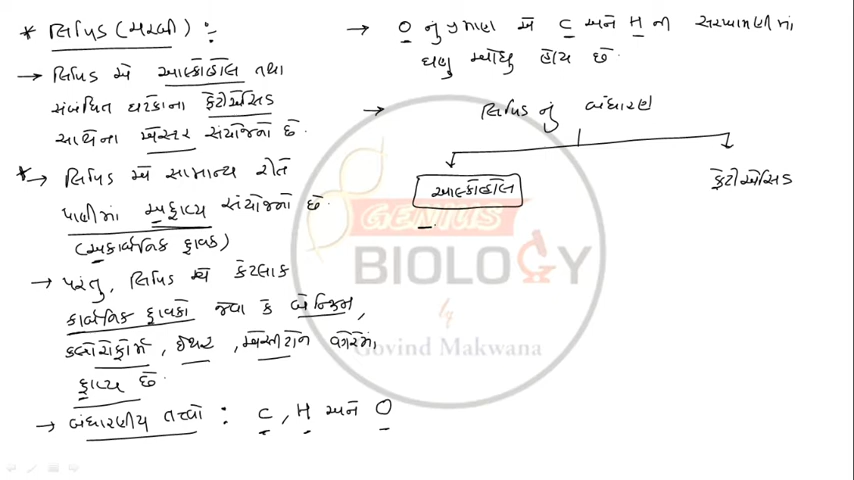 * લિપિડ (ચરબી) :
→ લિપિડ એ આલ્કોહોલ તથા
સંબંધિત ઘટકોના ફેટીએસિડ
સાથેના એસ્ટર સંયોજનો છે.
* → લિપિડ એ સામાન્ય રીતે
પાણીમાં અદ્રાવ્ય સંયોજનો છે.
(અકાર્બનિક દ્રાવક)
→ પરંતુ, લિપિડ એ કેટલાક
કાર્બનિક દ્રાવકો જેવા કે બેન્ઝિન,
ક્લોરોફોર્મ, ઈથર, એસીટોન વગેરેમાં
દ્રાવ્ય છે.
→ બંધારણીય તત્વો : C, H અને O
→ O નું પ્રમાણ એ C અને H ની સરખામણીમાં
ઘણુ ઓછુ હોય છે.
→ લિપિડ નું બંધારણ
આલ્કોહોલ ફેટીએસિડ
GENIUS
BIOLOGY
by
Govind Makwana